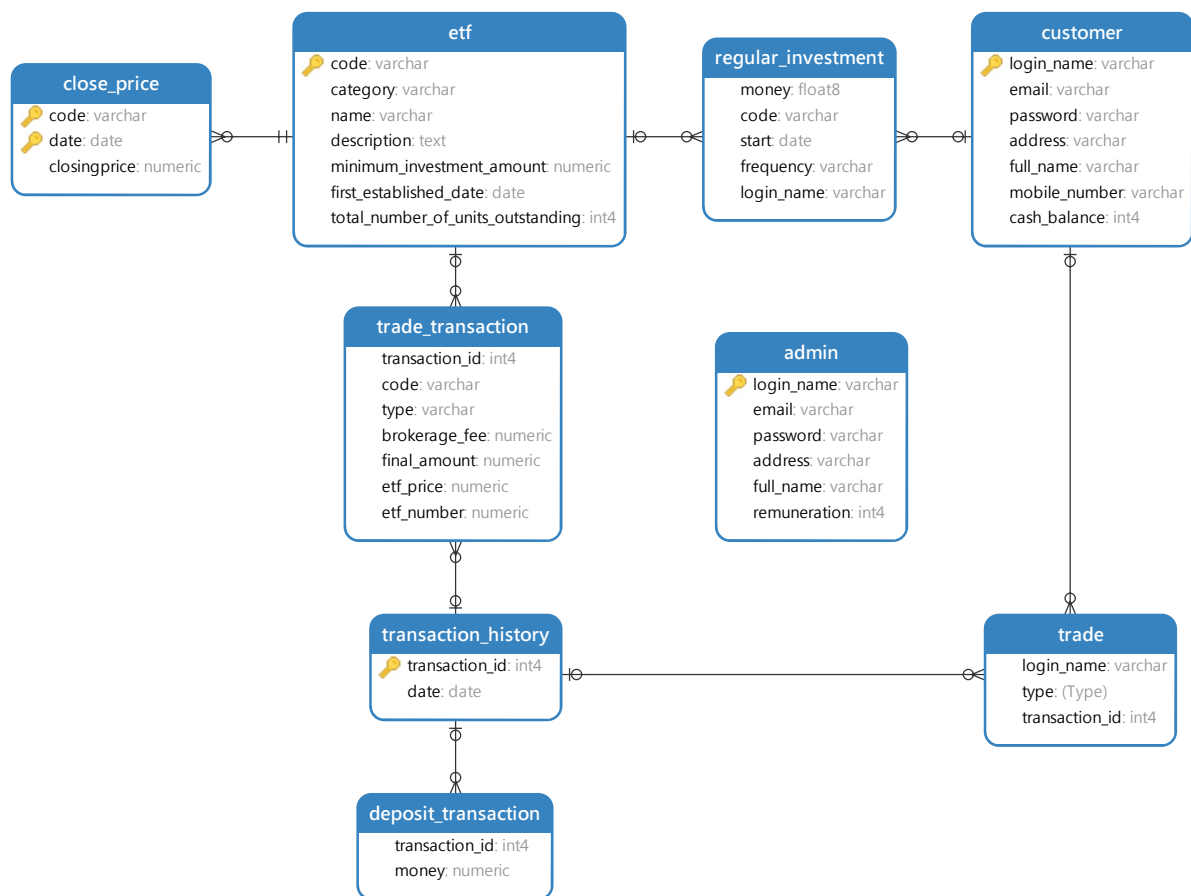 etf
code: varchar
category: varchar
name: varchar
description: text
minimum_investment_amount: numeric
first_established_date: date
total_number_of_units_outstanding: int4
customer
login_name: varchar
email: varchar
password: varchar
address: varchar
full_name: varchar
mobile_number: varchar
cash_balance: int4
regular_investment
money: float8
code: varchar
start: date
frequency: varchar
login_name: varchar
close_price
code: varchar
date: date
closingprice: numeric
trade_transaction
transaction_id: int4
code: varchar
type: varchar
brokerage_fee: numeric
final_amount: numeric
etf_price: numeric
etf_number: numeric
admin
login_name: varchar
email: varchar
password: varchar
address: varchar
full_name: varchar
remuneration: int4
transaction_history
transaction_id: int4
date: date
trade
login_name: varchar
type: (Type)
transaction_id: int4
deposit_transaction
transaction_id: int4
money: numeric